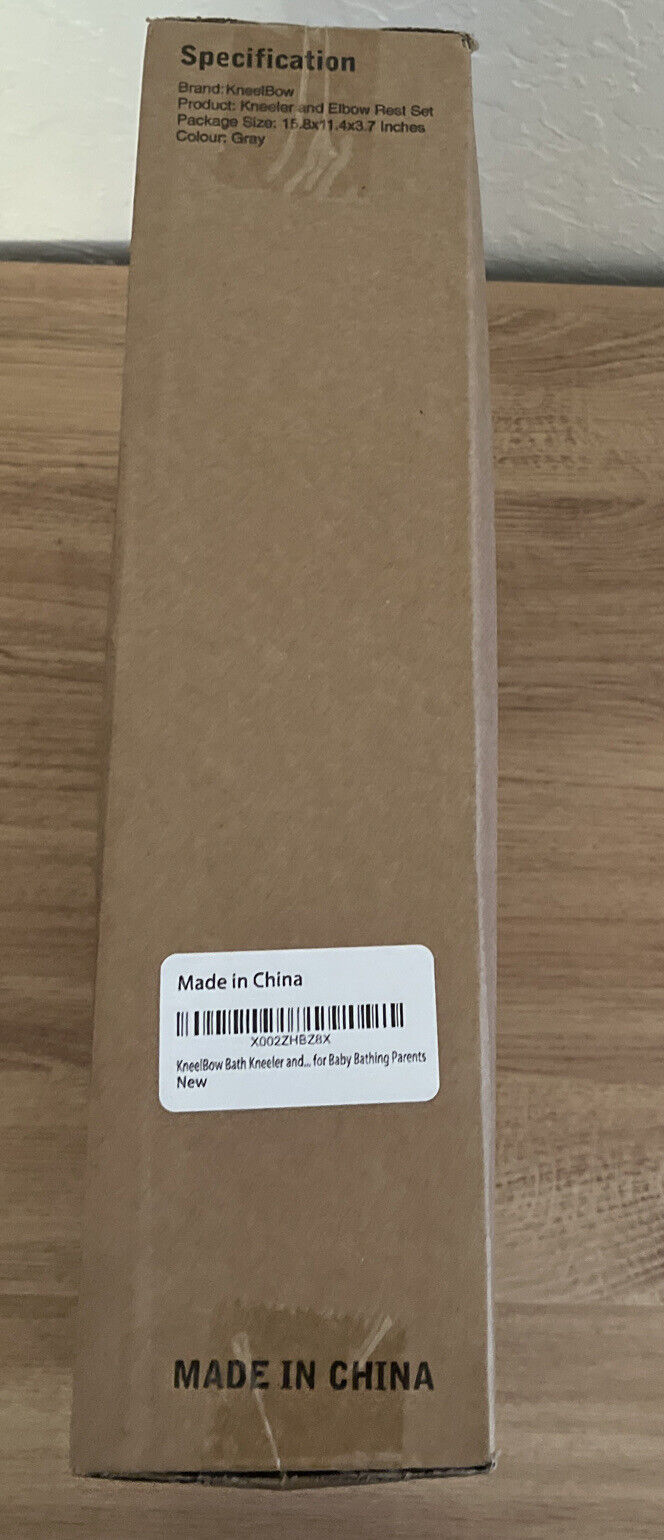 Specification
Brand:KneelBow
Product: Kneeler and Elbow Rest Set
Package Size: 15.8x11.4x3.7 Inches
Colour: Gray
Made in China
X002ZHBZ8X
KneelBow Bath Kneeler and... for Baby Bathing Parents
New
MADE IN CHINA